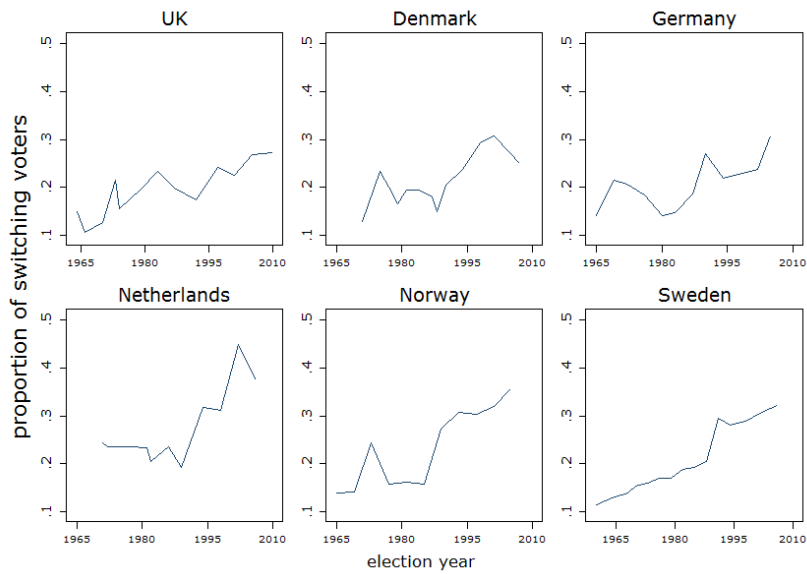 UK
Denmark
Germany
.5
.4
.3
.2
.1
1965 1980 1995 2010
.5
.4
.3
.2
.1
1965 1980 1995 2010
.5
.4
.3
.2
.1
1965 1980 1995 2010
proportion of switching voters
Netherlands
Norway
Sweden
.5
.4
.3
.2
.1
1965 1980 1995 2010
.5
.4
.3
.2
.1
1965 1980 1995 2010
.5
.4
.3
.2
.1
1965 1980 1995 2010
election year